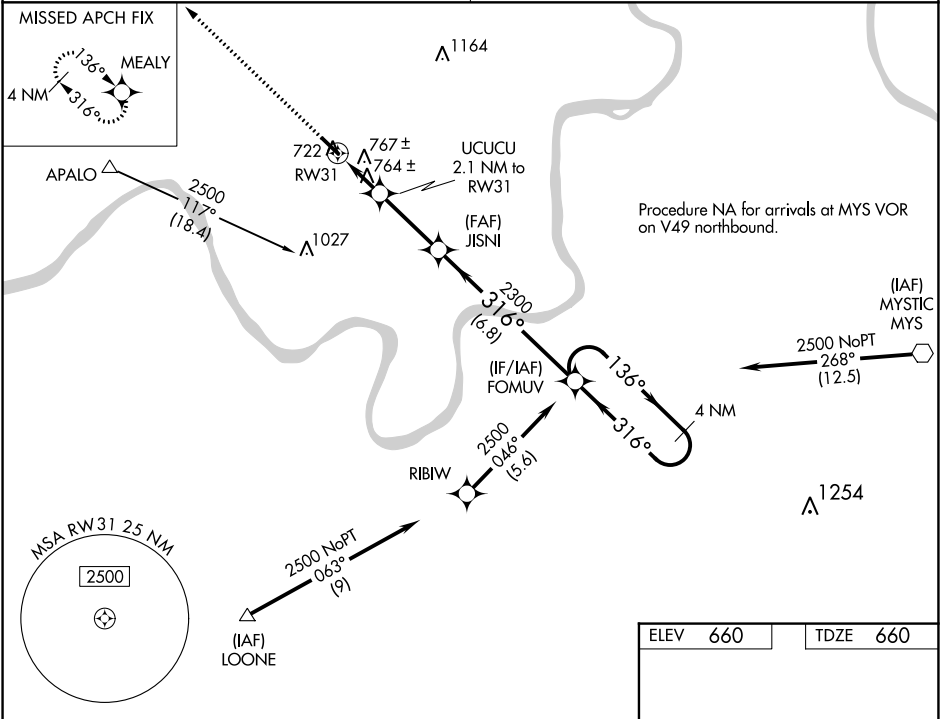 MISSED APCH FIX
MEALY
136°
4 NM
316°
1164
722
RW31
767 ±
764 ±
UCUCU
2.1 NM to
RW31
APALO
2500
117°
(18.4)
1027
(FAF)
JISNI
Procedure NA for arrivals at MYS VOR
on V49 northbound.
2300
316°
(6.8)
(IAF)
MYSTIC
MYS
2500 NoPT
268°
(12.5)
(IF/IAF)
FOMUV
136°
4 NM
316°
2500
046°
(5.6)
RIBIW
1254
MSA RW31 25 NM
2500
2500 NoPT
063°
(9)
(IAF)
LOONE
ELEV 660
TDZE 660